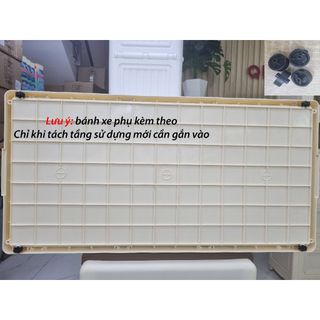 Lưu ý: bánh xe phụ kèm theo
Chỉ khi tách tầng sử dụng mới cần gắn vào